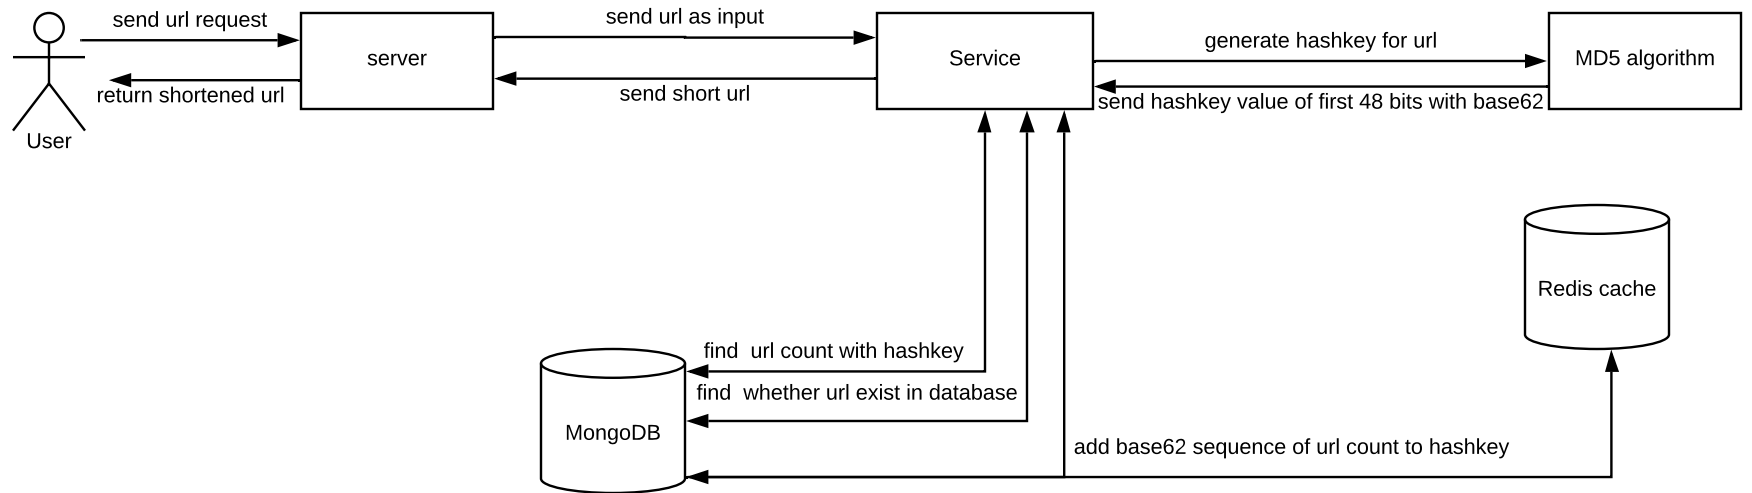 send url request
send url as input
generate hashkey for url
server
Service
MD5 algorithm
return shortened url
send short url
send hashkey value of first 48 bits with base62
User
Redis cache
find  url count with hashkey
find  whether url exist in database
MongoDB
add base62 sequence of url count to hashkey